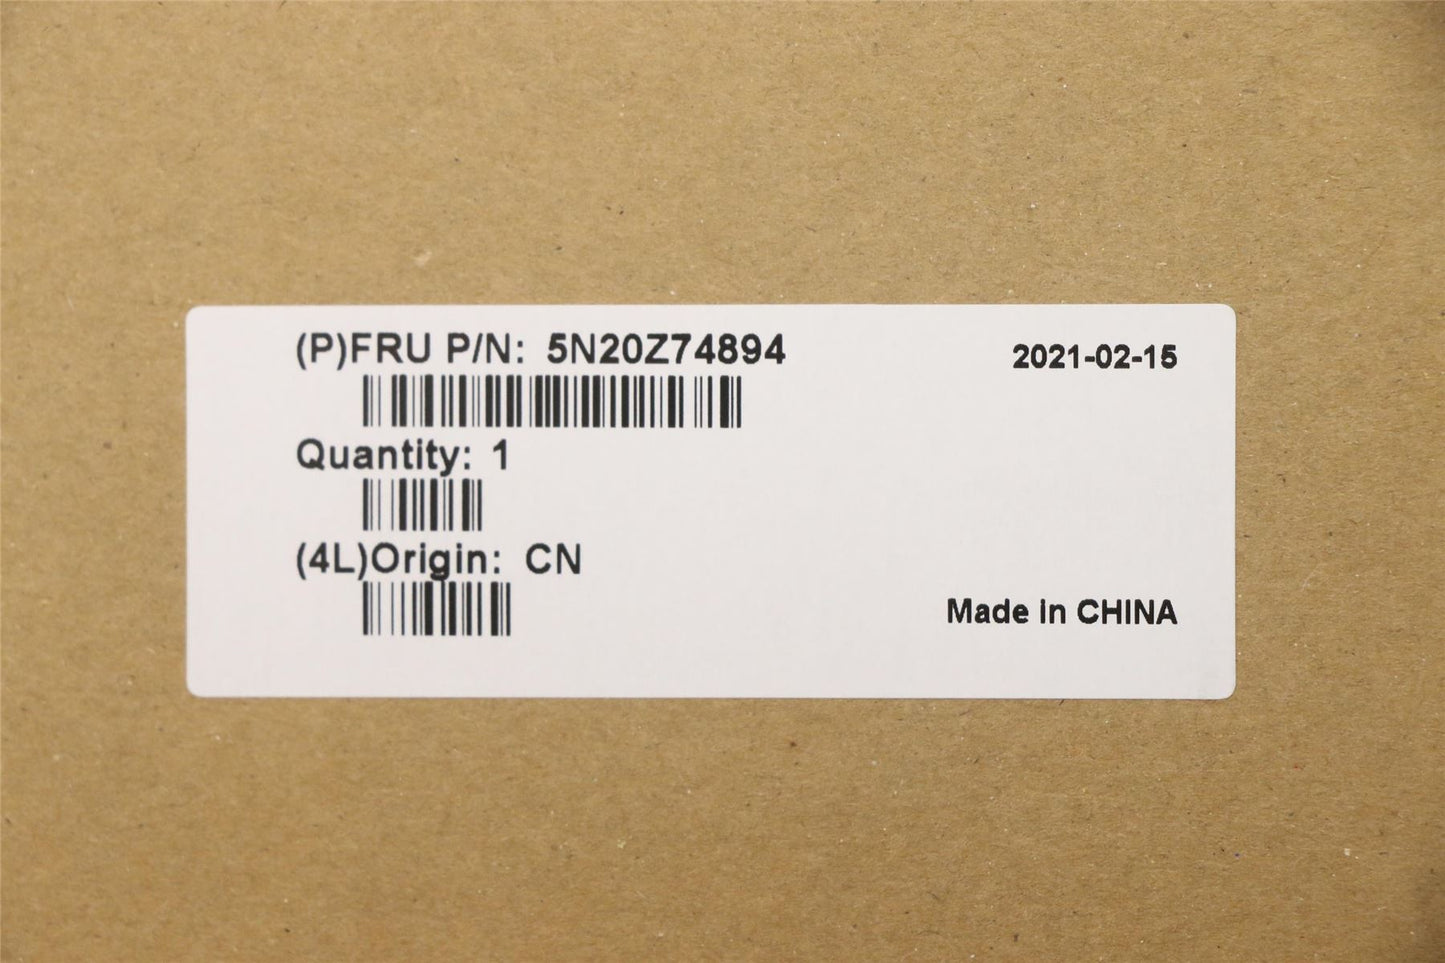 (P)FRU P/N: 5N20Z74894
2021-02-15
Quantity: 1
(4L)Origin: CN
Made in CHINA